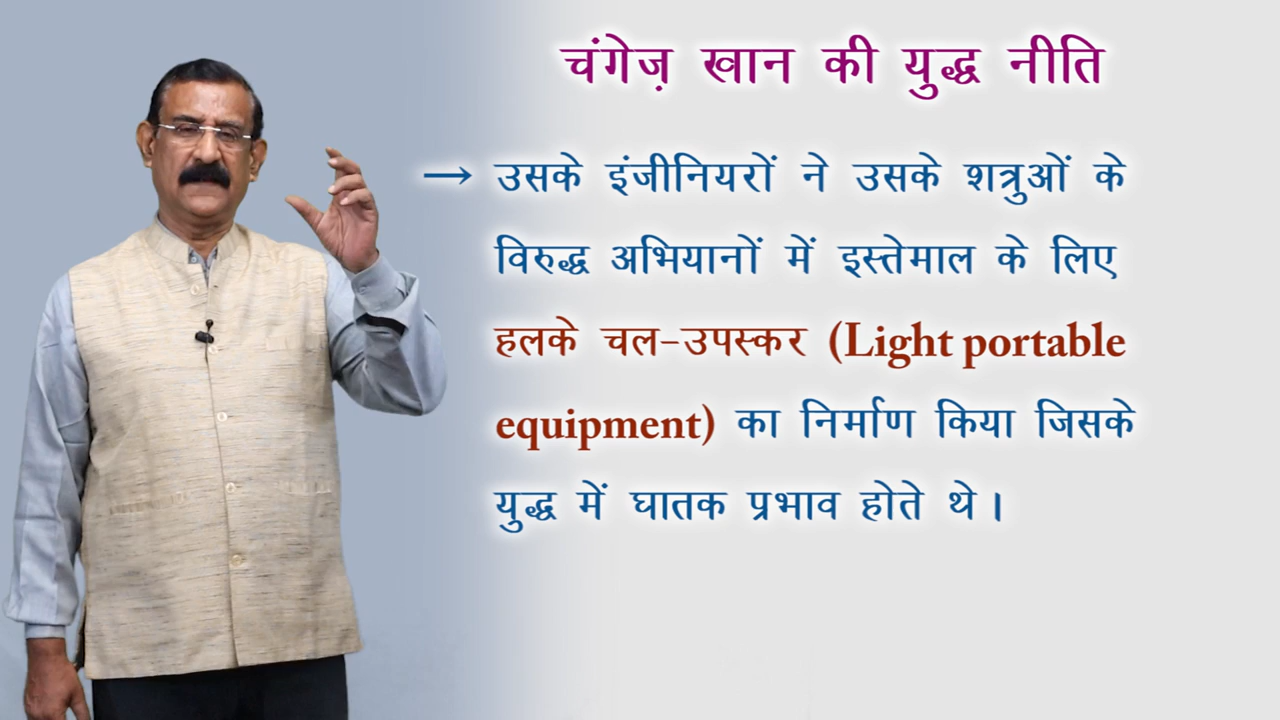 चंगेज़ खान की युद्ध नीति
→ उसके इंजीनियरों ने उसके शत्रुओं के
विरुद्ध अभियानों में इस्तेमाल के लिए
हलके चल-उपस्कर (Light portable
equipment) का निर्माण किया जिसके
युद्ध में घातक प्रभाव होते थे।